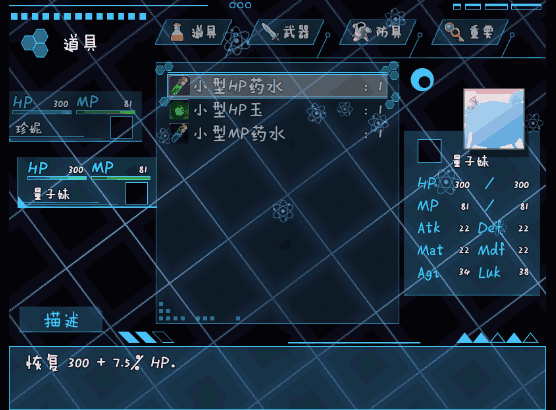 道具
道具 武器 防具 重要
HP 300 MP 81
珍妮
HP 300 MP 81
量子妹
小型HP药水 : 1
小型HP玉 : 1
小型MP药水 : 1
量子妹
HP 300 / 300
MP 81 / 81
Atk 22 Def 22
Mat 22 Mdf 22
Agi 34 Luk 38
描述
恢复 300 + 7.5% HP.